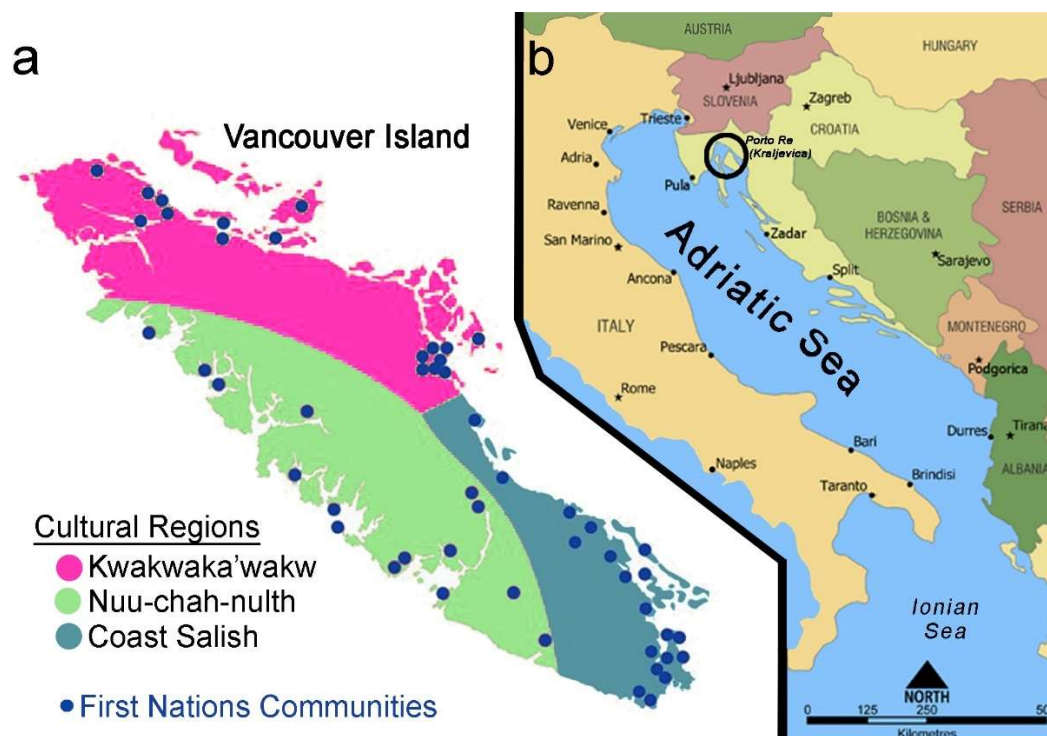 a
Vancouver Island
Cultural Regions
Kwakwaka'wakw
Nuu-chah-nulth
Coast Salish
First Nations Communities
b
AUSTRIA
HUNGARY
Ljubljana
SLOVENIA
Zagreb
CROATIA
Trieste
Venice
Porto Re
(Kraljevica)
Adria
Pula
Ravenna
BOSNIA &
HERZEGOVINA
SERBIA
San Marino
Zadar
Sarajevo
Adriatic Sea
Ancona
Split
ITALY
MONTENEGRO
Pescara
Podgorica
Rome
Durres
Tirana
Bari
ALBANIA
Naples
Brindisi
Taranto
Ionian
Sea
NORTH
0 125 250 50
Kilometres